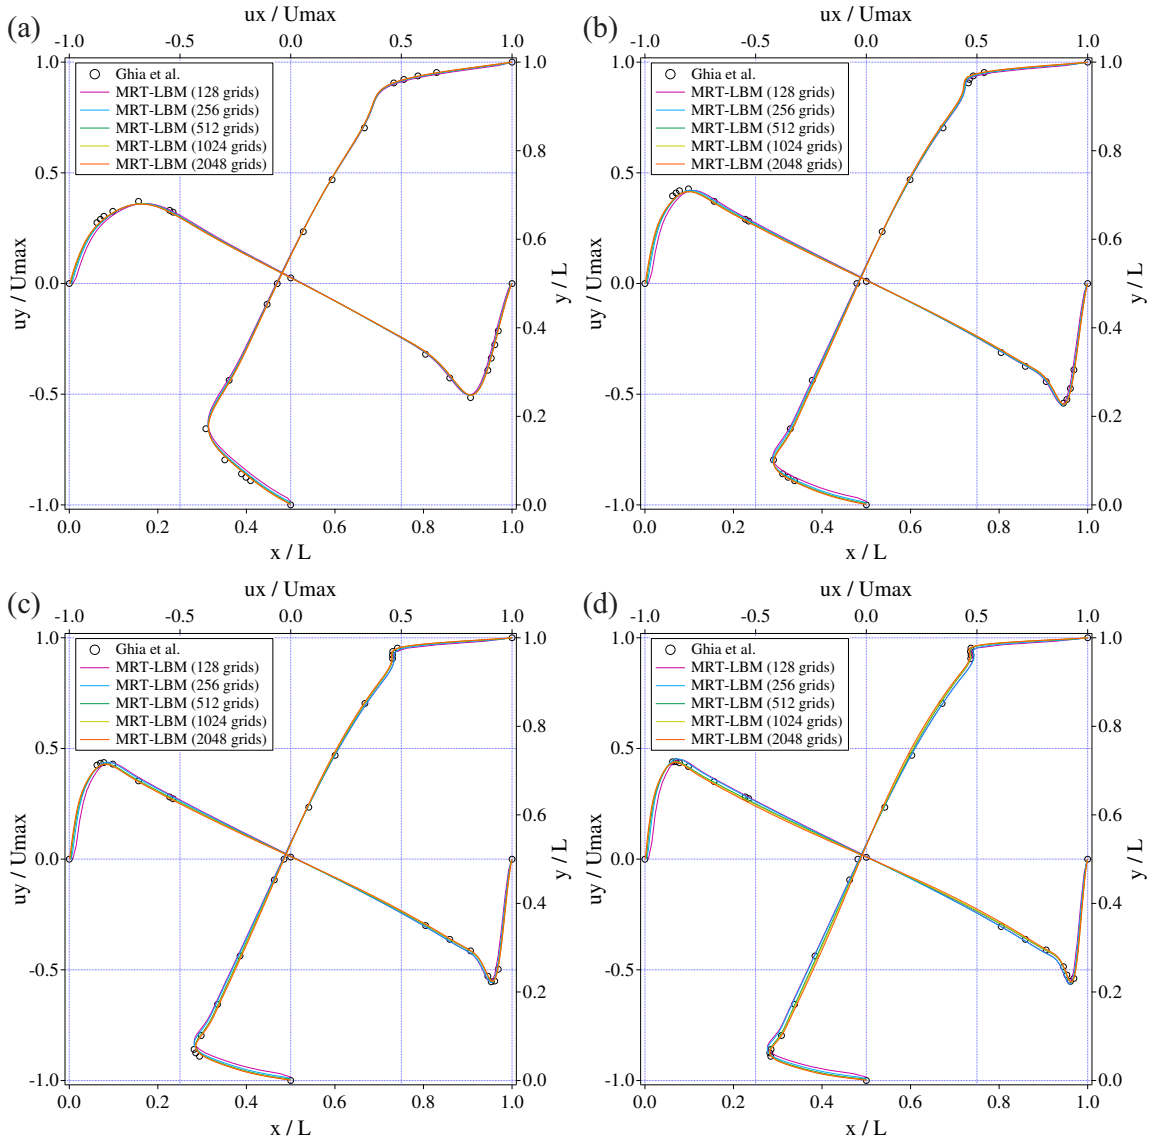 (a)
ux / Umax
-1.0 -0.5 0.0 0.5 1.0
1.0
0.5
0.0
-0.5
-1.0
uy / Umax
Ghia et al.
MRT-LBM (128 grids)
MRT-LBM (256 grids)
MRT-LBM (512 grids)
MRT-LBM (1024 grids)
MRT-LBM (2048 grids)
1.0
0.8
0.6
0.4
0.2
0.0
y / L
0.0 0.2 0.4 0.6 0.8 1.0
x / L
(b)
ux / Umax
-1.0 -0.5 0.0 0.5 1.0
1.0
0.5
0.0
-0.5
-1.0
uy / Umax
Ghia et al.
MRT-LBM (128 grids)
MRT-LBM (256 grids)
MRT-LBM (512 grids)
MRT-LBM (1024 grids)
MRT-LBM (2048 grids)
1.0
0.8
0.6
0.4
0.2
0.0
y / L
0.0 0.2 0.4 0.6 0.8 1.0
x / L
(c)
ux / Umax
-1.0 -0.5 0.0 0.5 1.0
1.0
0.5
0.0
-0.5
-1.0
uy / Umax
Ghia et al.
MRT-LBM (128 grids)
MRT-LBM (256 grids)
MRT-LBM (512 grids)
MRT-LBM (1024 grids)
MRT-LBM (2048 grids)
1.0
0.8
0.6
0.4
0.2
0.0
y / L
0.0 0.2 0.4 0.6 0.8 1.0
x / L
(d)
ux / Umax
-1.0 -0.5 0.0 0.5 1.0
1.0
0.5
0.0
-0.5
-1.0
uy / Umax
Ghia et al.
MRT-LBM (128 grids)
MRT-LBM (256 grids)
MRT-LBM (512 grids)
MRT-LBM (1024 grids)
MRT-LBM (2048 grids)
1.0
0.8
0.6
0.4
0.2
0.0
y / L
0.0 0.2 0.4 0.6 0.8 1.0
x / L